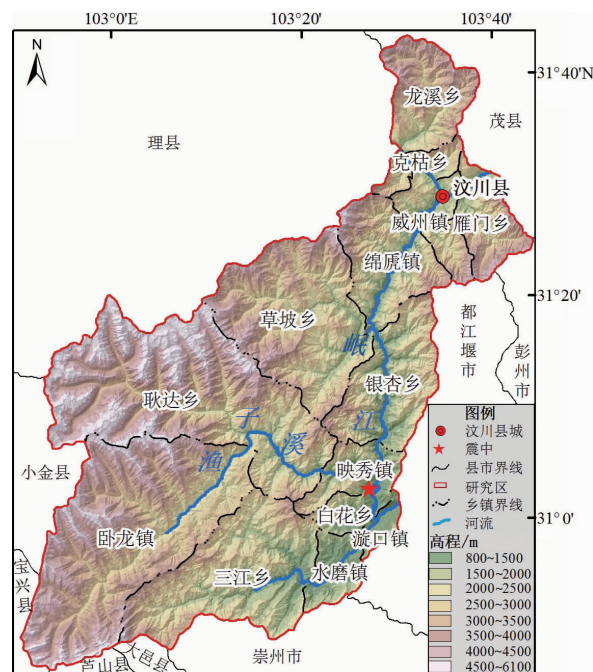 103°0′E
103°20′
103°40′
N
31°40′N
龙溪乡
茂县
理县
克枯乡
汶川县
威州镇
雁门乡
绵虒镇
31°20′
都江堰市
彭州市
草坡乡
岷
银杏乡
耿达乡
江
子
渔
溪
映秀镇
小金县
31°0′
白花乡
漩口镇
卧龙镇
三江乡
水磨镇
宝兴县
芦山县
大邑县
崇州市
图例
汶川县城
震中
县市界线
研究区
乡镇界线
河流
高程/m
800~1500
1500~2000
2000~2500
2500~3000
3000~3500
3500~4000
4000~4500
4500~6100